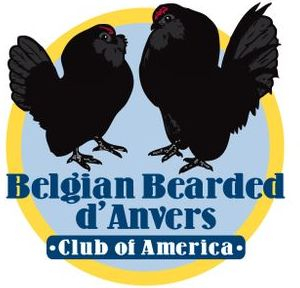 Belgian Bearded
d'Anvers
• Club of America •